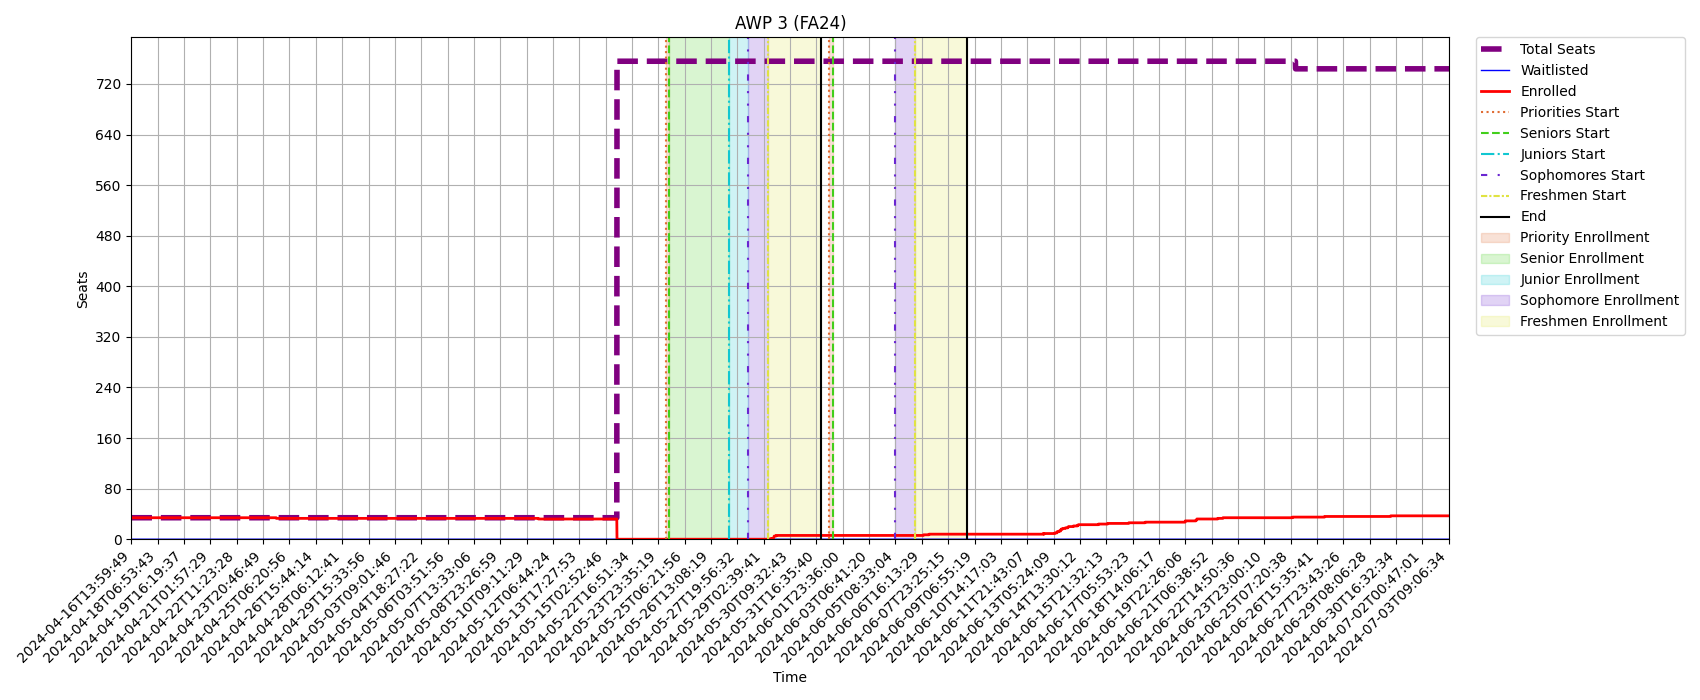 AWP 3 (FA24)
Seats
720
640
560
480
400
320
240
160
80
0
2024-04-16T13:59:49
2024-04-18T06:53:43
2024-04-19T16:19:37
2024-04-21T01:57:29
2024-04-22T11:23:28
2024-04-23T20:46:49
2024-04-25T06:20:56
2024-04-26T15:44:14
2024-04-28T06:12:41
2024-04-29T15:33:56
2024-05-03T09:01:46
2024-05-04T18:27:22
2024-05-06T03:51:56
2024-05-07T13:33:06
2024-05-08T23:26:59
2024-05-10T09:11:29
2024-05-12T06:44:24
2024-05-13T17:27:53
2024-05-15T02:52:46
2024-05-22T16:51:34
2024-05-23T23:35:19
2024-05-25T06:21:56
2024-05-26T13:08:19
2024-05-27T19:56:32
2024-05-29T02:39:41
2024-05-30T09:32:43
2024-05-31T16:35:40
2024-06-01T23:36:00
2024-06-03T06:41:20
2024-06-05T08:33:04
2024-06-06T16:13:29
2024-06-07T23:25:15
2024-06-09T06:55:19
2024-06-10T14:17:03
2024-06-11T21:43:07
2024-06-13T05:24:09
2024-06-14T13:30:12
2024-06-15T21:32:13
2024-06-17T05:53:23
2024-06-18T14:06:17
2024-06-19T22:26:06
2024-06-21T06:38:52
2024-06-22T14:50:36
2024-06-23T23:00:10
2024-06-25T07:20:38
2024-06-26T15:35:41
2024-06-27T23:43:26
2024-06-29T08:06:28
2024-06-30T16:32:34
2024-07-02T00:47:01
2024-07-03T09:06:34
Time
Total Seats
Waitlisted
Enrolled
Priorities Start
Seniors Start
Juniors Start
Sophomores Start
Freshmen Start
End
Priority Enrollment
Senior Enrollment
Junior Enrollment
Sophomore Enrollment
Freshmen Enrollment